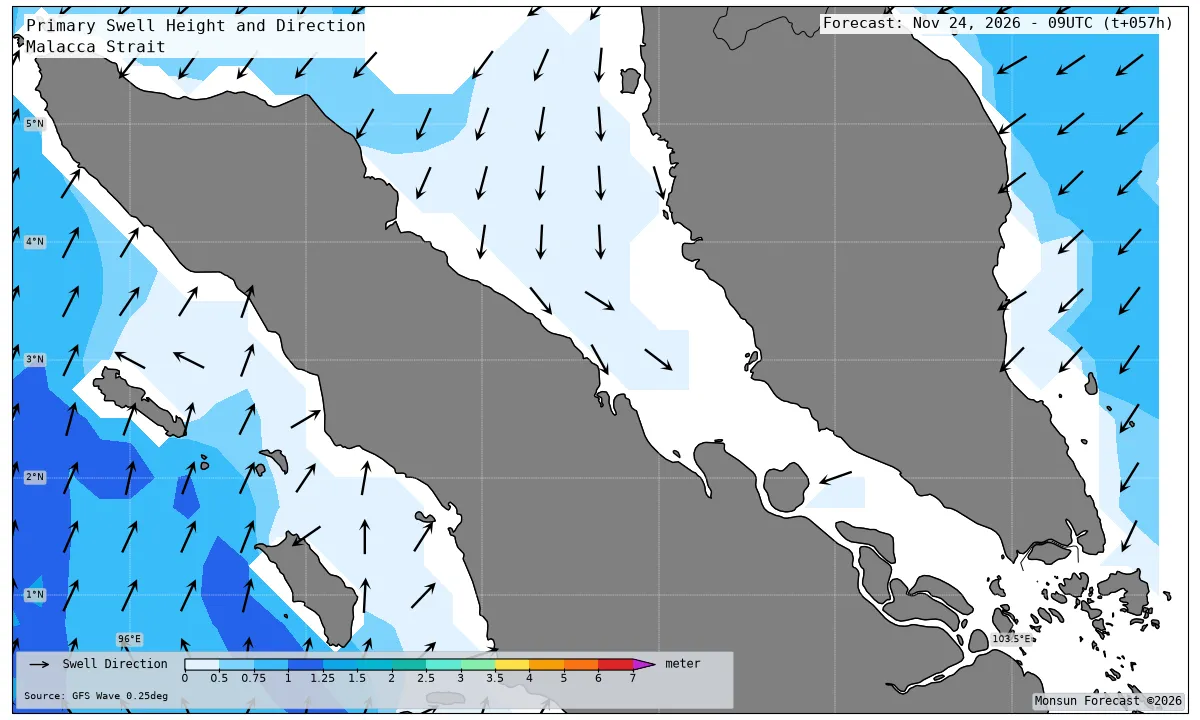 Primary Swell Height and Direction
Malacca Strait
Forecast: Nov 24, 2026 - 09UTC (t+057h)
5°N
4°N
3°N
2°N
1°N
96°E
103.5°E
Swell Direction
meter
0 0.5 0.75 1 1.25 1.5 2 2.5 3 3.5 4 5 6 7
Source: GFS Wave 0.25deg
Monsun Forecast ©2026